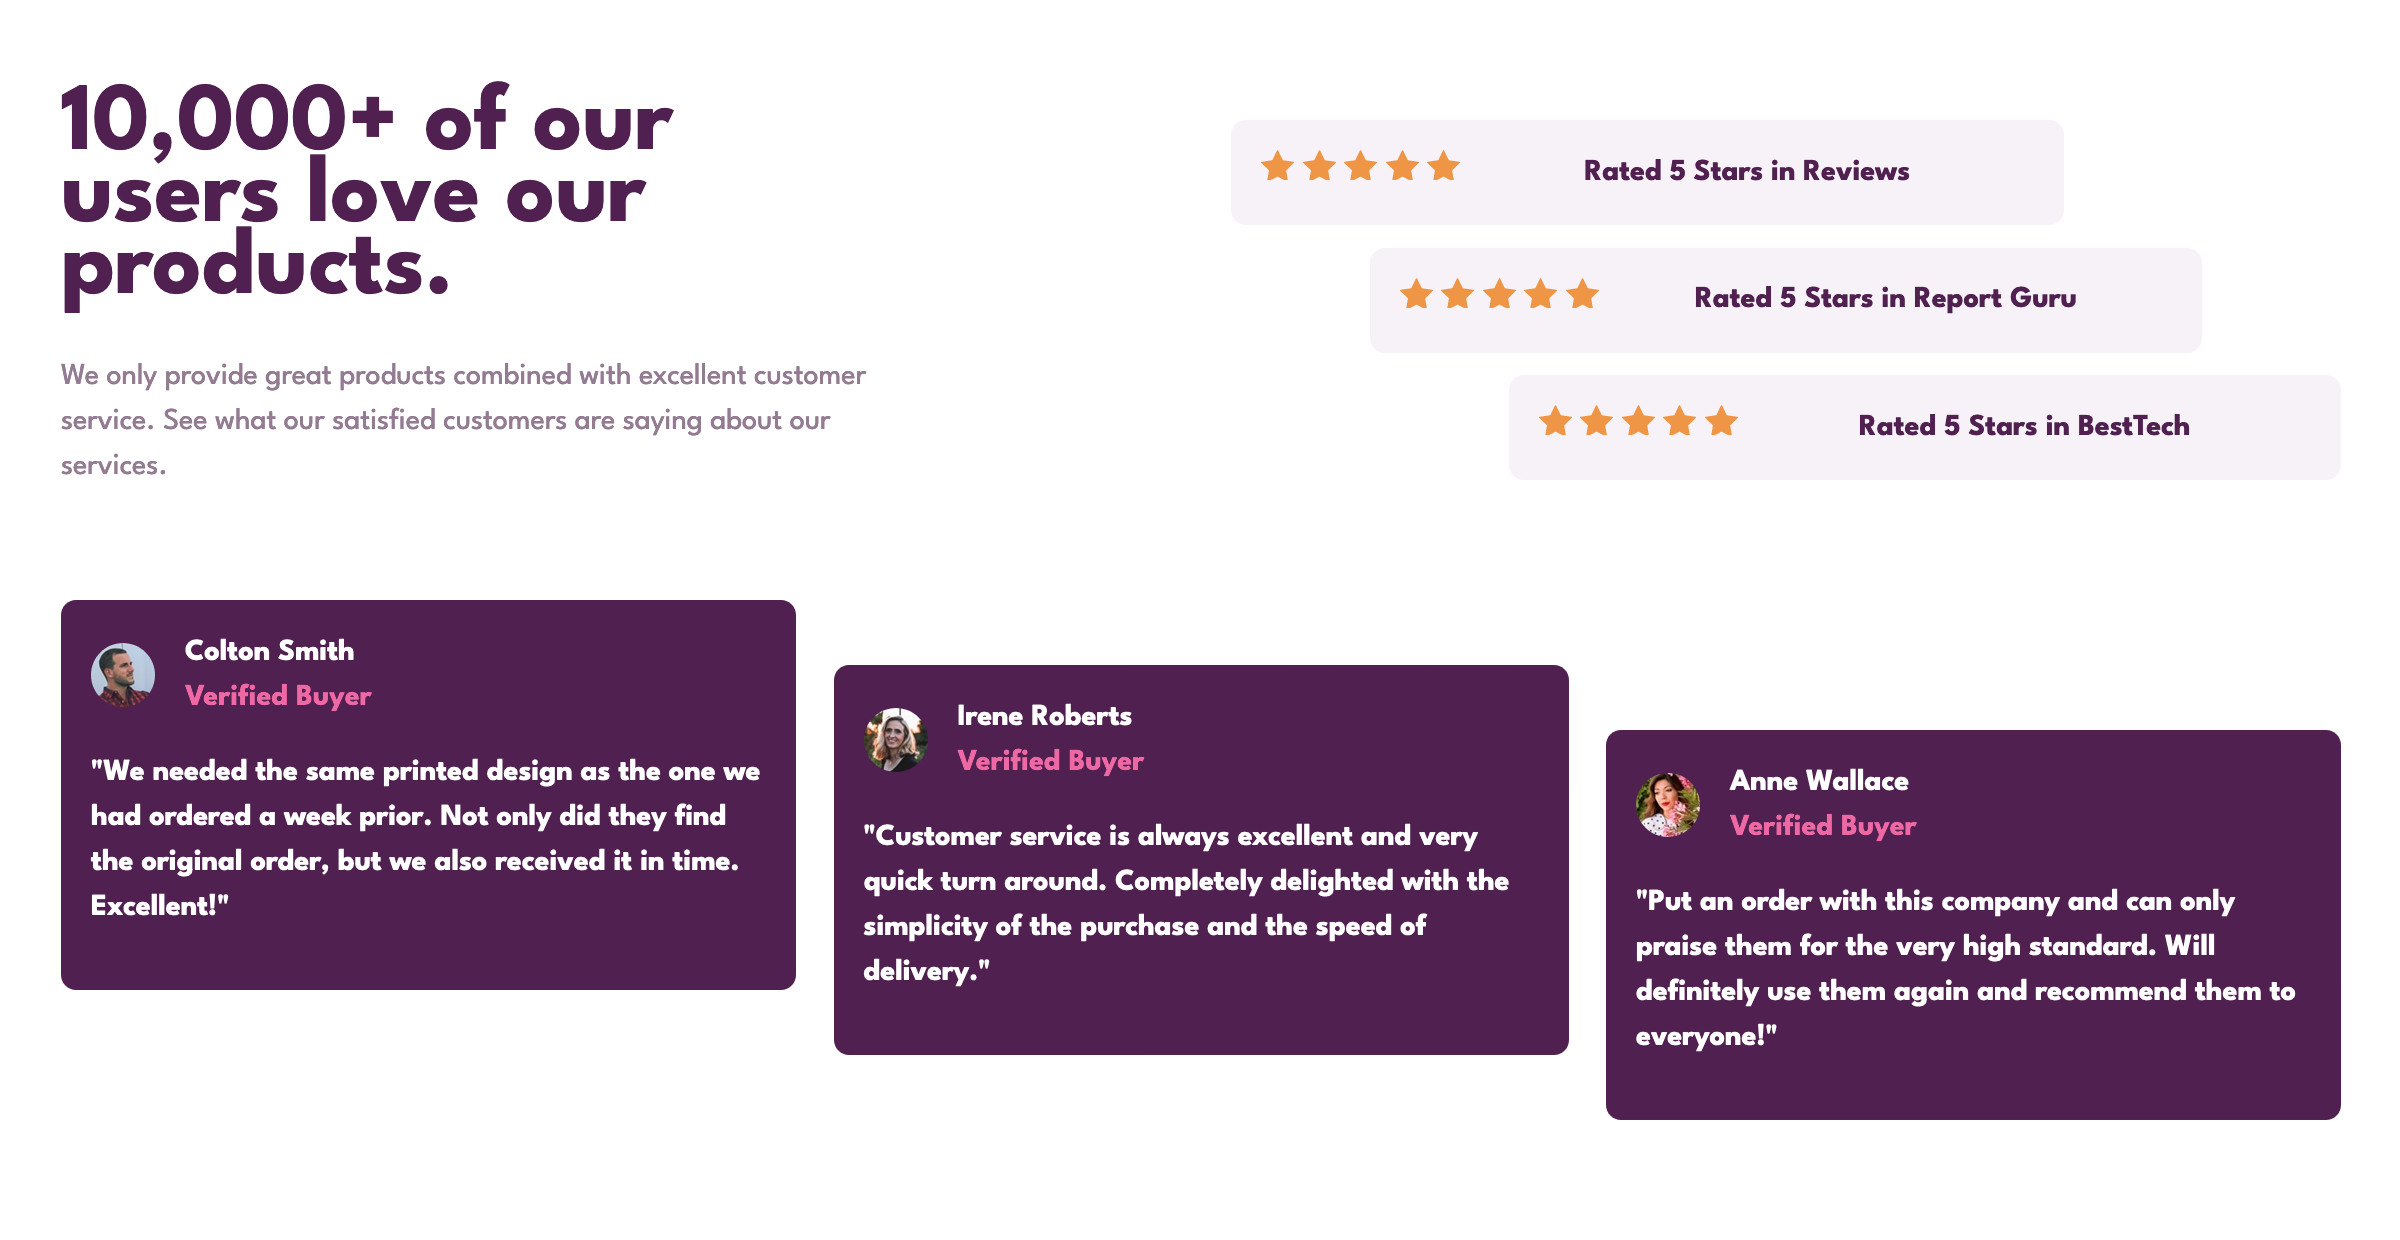 10,000+ of our
users love our
products.
We only provide great products combined with excellent customer
service. See what our satisfied customers are saying about our
services.
Rated 5 Stars in Reviews
Rated 5 Stars in Report Guru
Rated 5 Stars in BestTech
Colton Smith
Verified Buyer
"We needed the same printed design as the one we
had ordered a week prior. Not only did they find
the original order, but we also received it in time.
Excellent!"
Irene Roberts
Verified Buyer
"Customer service is always excellent and very
quick turn around. Completely delighted with the
simplicity of the purchase and the speed of
delivery."
Anne Wallace
Verified Buyer
"Put an order with this company and can only
praise them for the very high standard. Will
definitely use them again and recommend them to
everyone!"